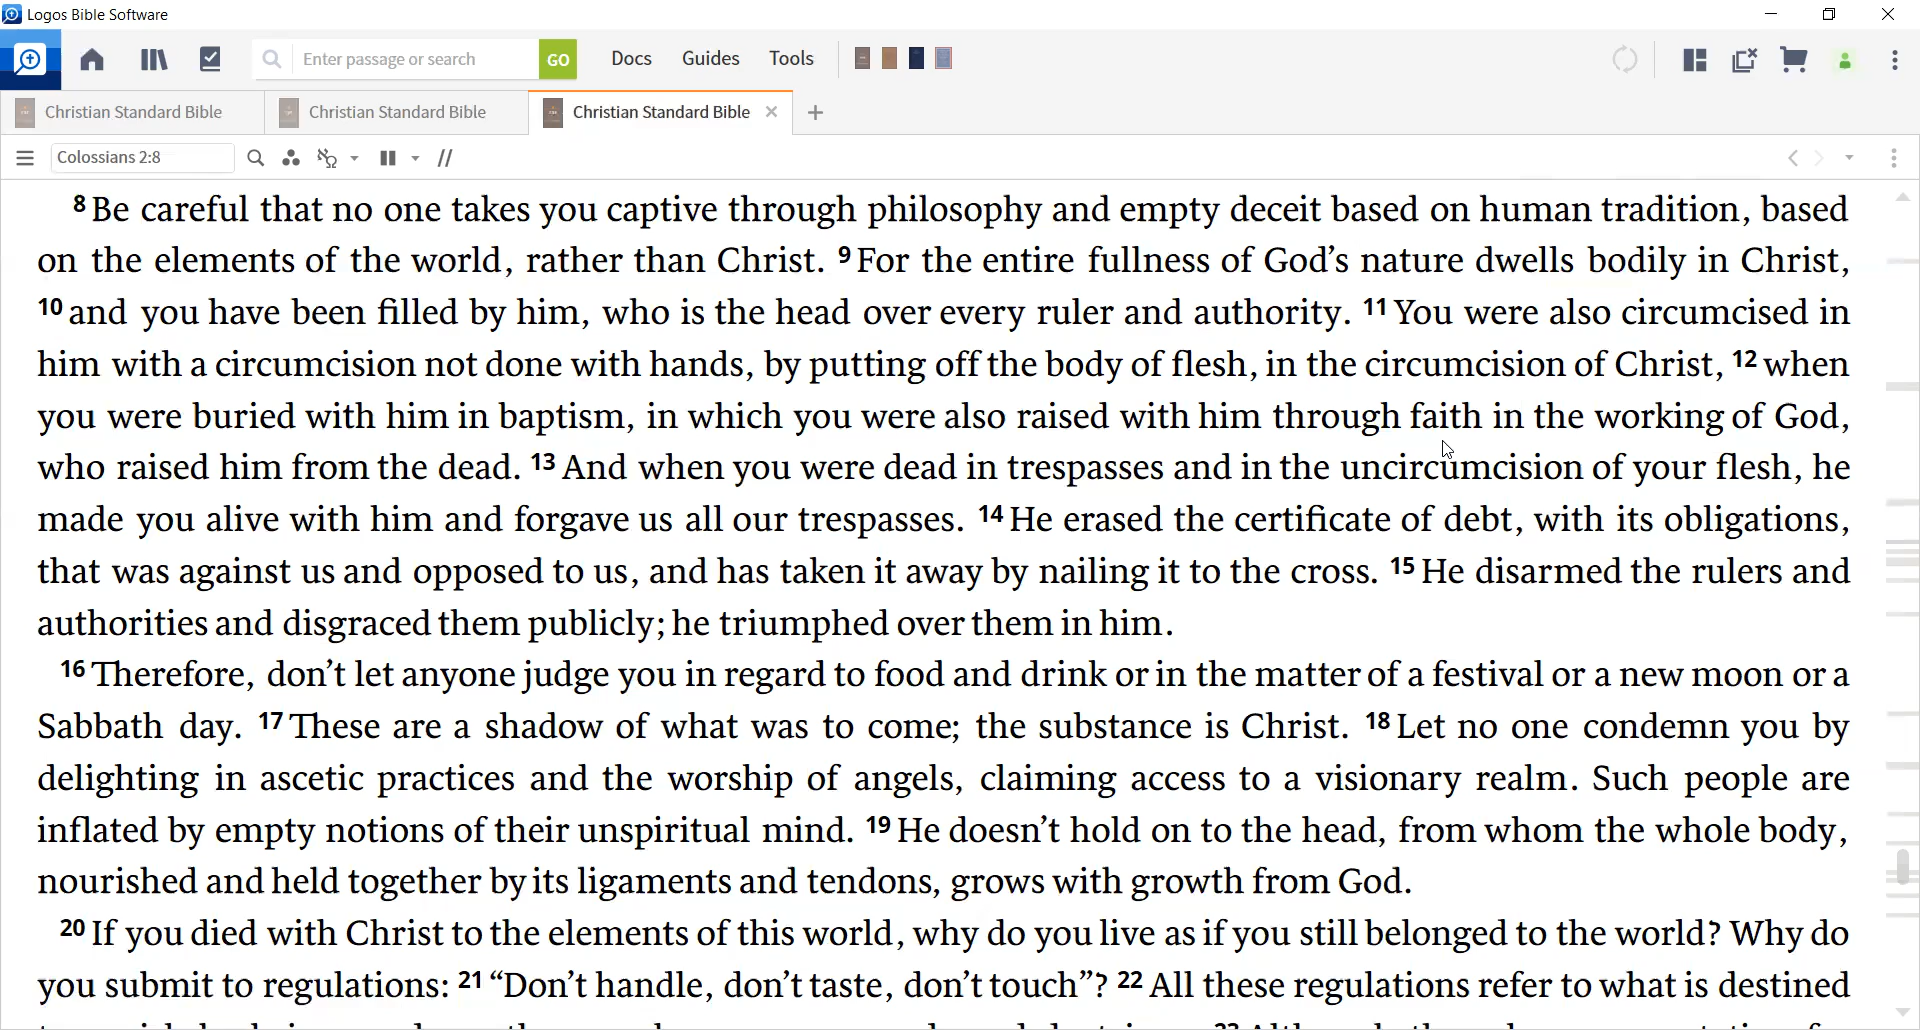 Logos Bible Software
Enter passage or search GO Docs Guides Tools
Christian Standard Bible Christian Standard Bible Christian Standard Bible
Colossians 2:8
8 Be careful that no one takes you captive through philosophy and empty deceit based on human tradition, based
on the elements of the world, rather than Christ. 9 For the entire fullness of God’s nature dwells bodily in Christ,
10 and you have been filled by him, who is the head over every ruler and authority. 11 You were also circumcised in
him with a circumcision not done with hands, by putting off the body of flesh, in the circumcision of Christ, 12 when
you were buried with him in baptism, in which you were also raised with him through faith in the working of God,
who raised him from the dead. 13 And when you were dead in trespasses and in the uncircumcision of your flesh, he
made you alive with him and forgave us all our trespasses. 14 He erased the certificate of debt, with its obligations,
that was against us and opposed to us, and has taken it away by nailing it to the cross. 15 He disarmed the rulers and
authorities and disgraced them publicly; he triumphed over them in him.
16 Therefore, don’t let anyone judge you in regard to food and drink or in the matter of a festival or a new moon or a
Sabbath day. 17 These are a shadow of what was to come; the substance is Christ. 18 Let no one condemn you by
delighting in ascetic practices and the worship of angels, claiming access to a visionary realm. Such people are
inflated by empty notions of their unspiritual mind. 19 He doesn’t hold on to the head, from whom the whole body,
nourished and held together by its ligaments and tendons, grows with growth from God.
20 If you died with Christ to the elements of this world, why do you live as if you still belonged to the world? Why do
you submit to regulations: 21 “Don’t handle, don’t taste, don’t touch”? 22 All these regulations refer to what is destined